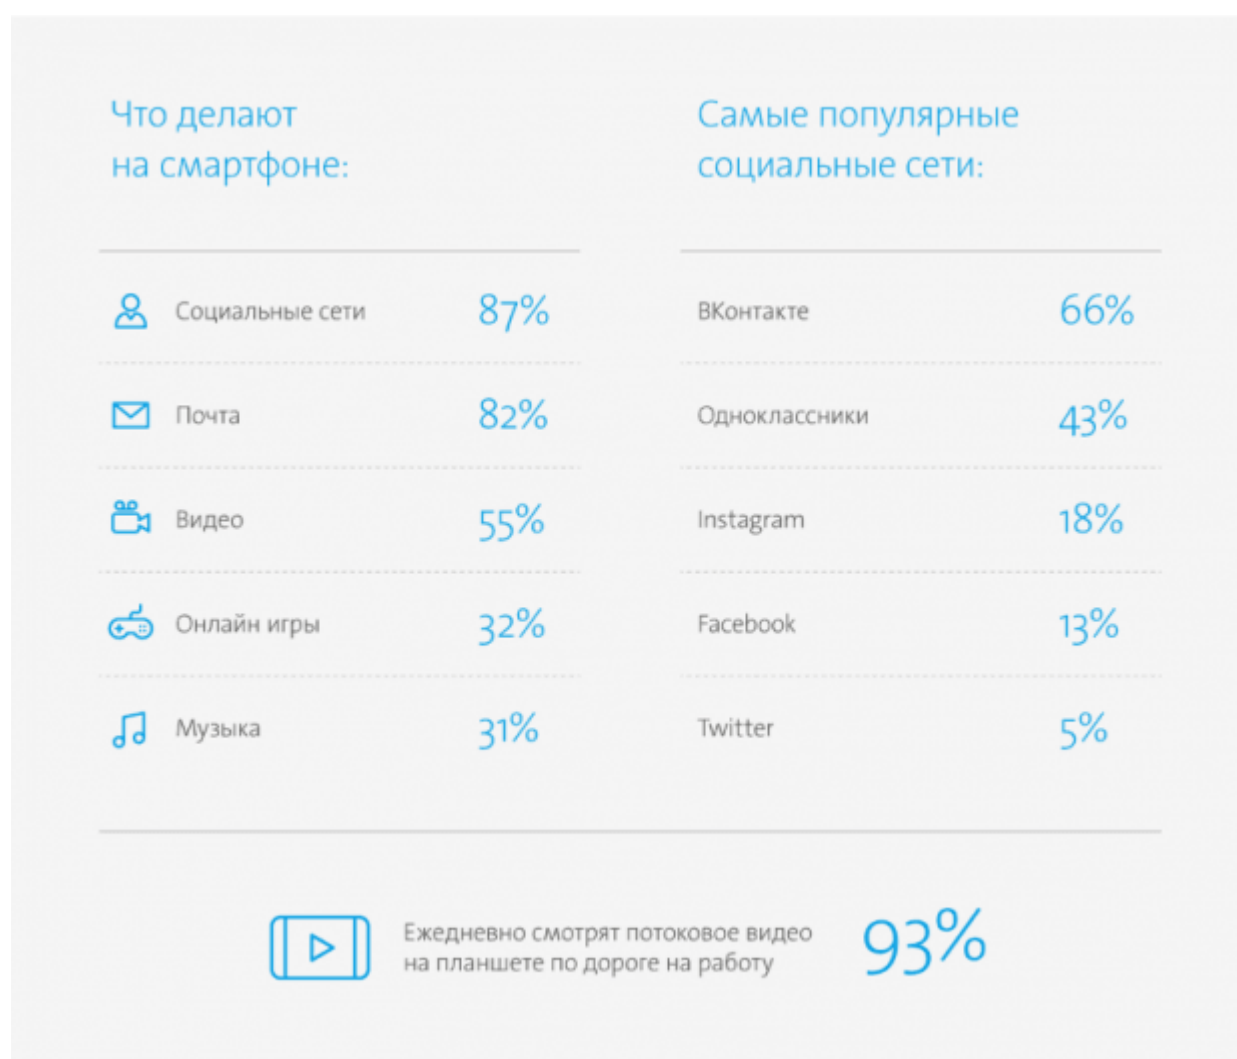 Что делают
на смартфоне:
Социальные сети 87%
Почта 82%
Видео 55%
Онлайн игры 32%
Музыка 31%
Самые популярные
социальные сети:
ВКонтакте 66%
Одноклассники 43%
Instagram 18%
Facebook 13%
Twitter 5%
Ежедневно смотрят потоковое видео
на планшете по дороге на работу
93%